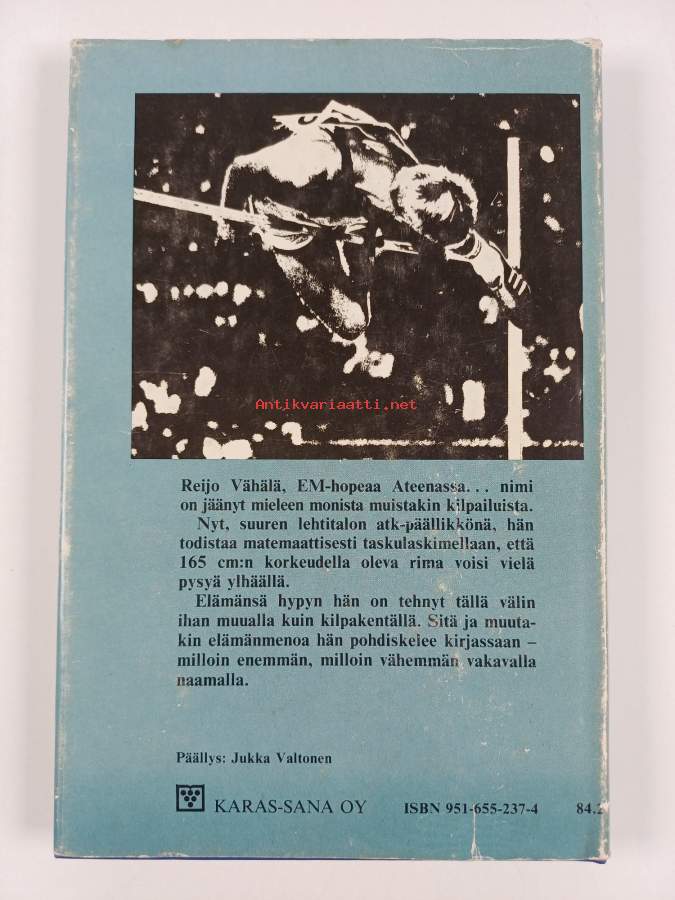 Antikvariaatti.net
Reijo Vähälä, EM-hopeaa Ateenassa... nimi
on jäänyt mieleen monista muistakin kilpailuista.
Nyt, suuren lehtitalon atk-päällikkönä, hän
todistaa matemaattisesti taskulaskimellaan, että
165 cm:n korkeudella oleva rima voisi vielä
pysyä ylhäällä.
Elämänsä hypyn hän on tehnyt tällä välin
ihan muualla kuin kilpakentällä. Sitä ja muuta-
kin elämänmenoa hän pohdiskelee kirjassaan –
milloin enemmän, milloin vähemmän vakavalla
naamalla.
Päällys: Jukka Valtonen
KARAS-SANA OY ISBN 951-655-237-4 84.2